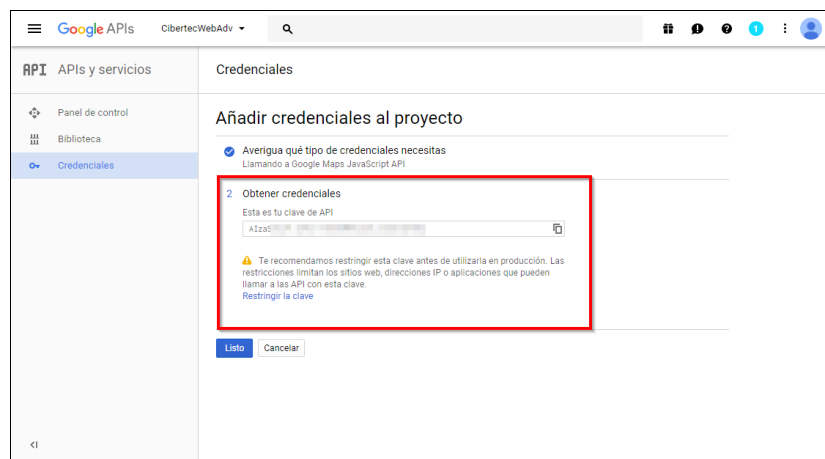 Google APIs CibertecWebAdv
API APIs y servicios Credenciales
Panel de control
Biblioteca
Credenciales
Añadir credenciales al proyecto
Averigua qué tipo de credenciales necesitas
Llamando a Google Maps JavaScript API
2 Obtener credenciales
Esta es tu clave de API
AIzaS
Te recomendamos restringir esta clave antes de utilizarla en producción. Las
restricciones limitan los sitios web, direcciones IP o aplicaciones que pueden
llamar a las API con esta clave.
Restringir la clave
Listo Cancelar
1